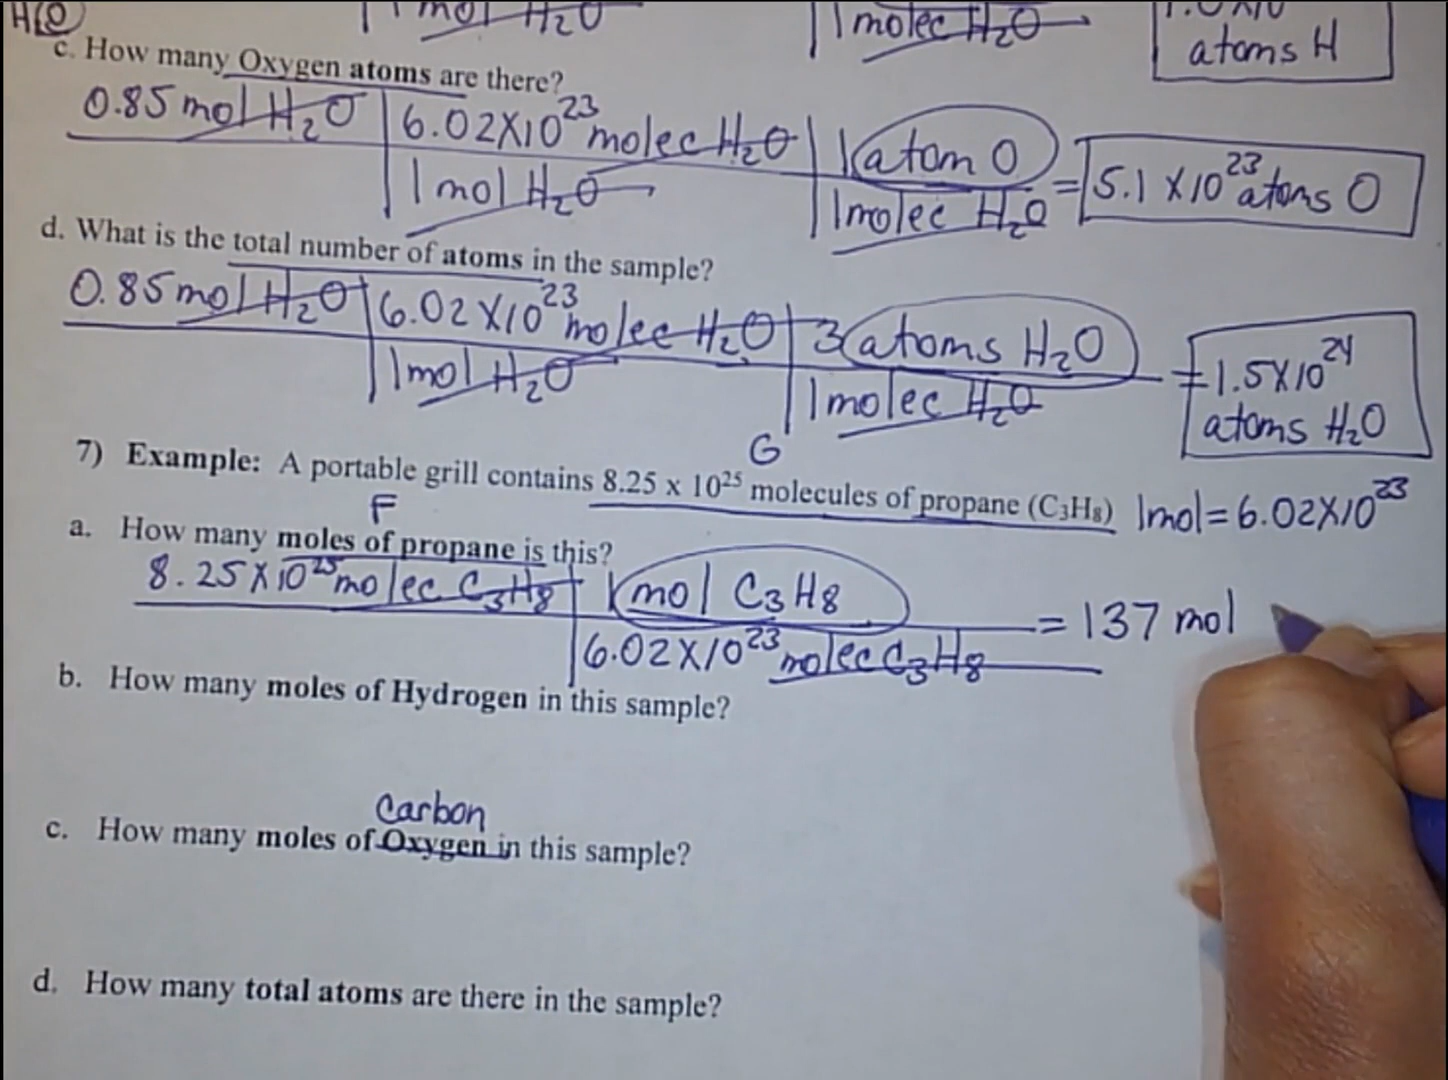 1 mol H₂O 1 molec H₂O atoms H
c. How many Oxygen atoms are there?
0.85 mol H₂O 6.02X10²³ molec H₂O 1 atom O
1 mol H₂O 1 molec H₂O = 5.1 X 10²³ atoms O
d. What is the total number of atoms in the sample?
0.85 mol H₂O 6.02 X10²³ molec H₂O 3 atoms H₂O
1 mol H₂O 1 molec H₂O = 1.5X10²⁴
atoms H₂O
G
7) Example: A portable grill contains 8.25 x 10²⁵ molecules of propane (C₃H₈) 1mol = 6.02X10²³
F
a. How many moles of propane is this?
8.25 X 10²⁵ molec C₃H₈ 1 mol C₃H₈
6.02X10²³ molec C₃H₈ = 137 mol
b. How many moles of Hydrogen in this sample?
Carbon
c. How many moles of Oxygen in this sample?
d. How many total atoms are there in the sample?